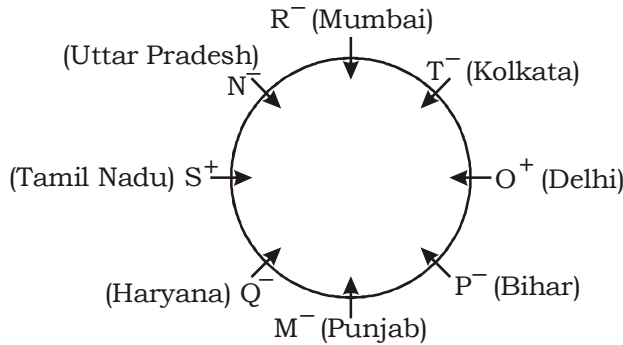 R⁻ (Mumbai)
(Uttar Pradesh)
N⁻
T⁻ (Kolkata)
(Tamil Nadu) S⁺
O⁺ (Delhi)
(Haryana) Q⁻
P⁻ (Bihar)
M⁻ (Punjab)